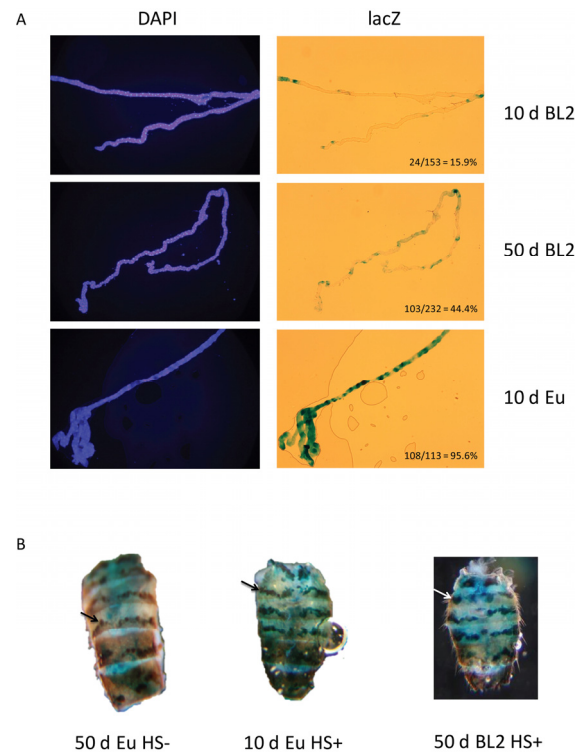 A
DAPI
lacZ
24/153 = 15.9%
10 d BL2
103/232 = 44.4%
50 d BL2
108/113 = 95.6%
10 d Eu
B
50 d Eu HS-
10 d Eu HS+
50 d BL2 HS+